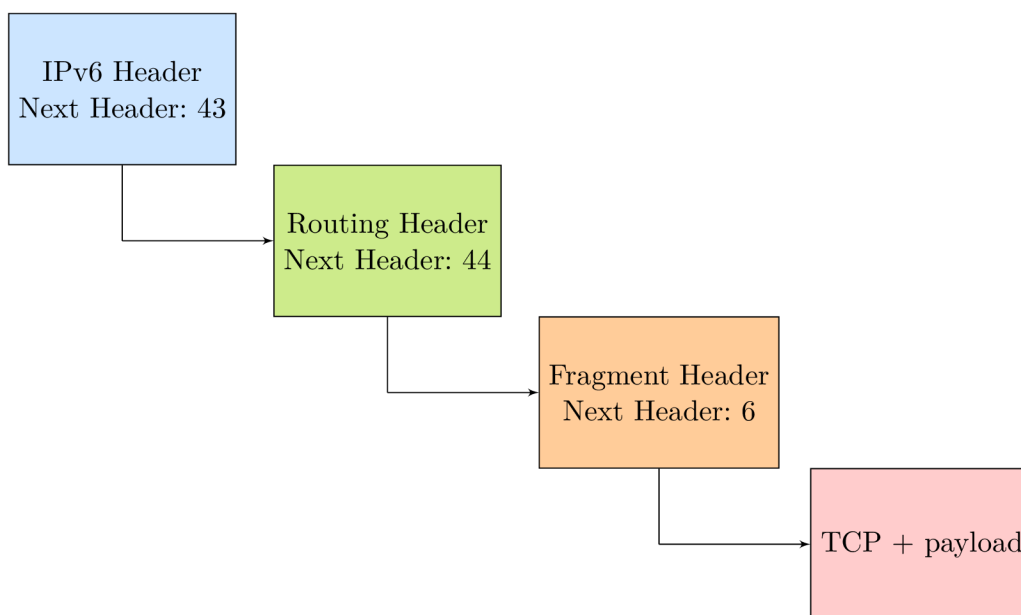 IPv6 Header
Next Header: 43
Routing Header
Next Header: 44
Fragment Header
Next Header: 6
TCP + payload